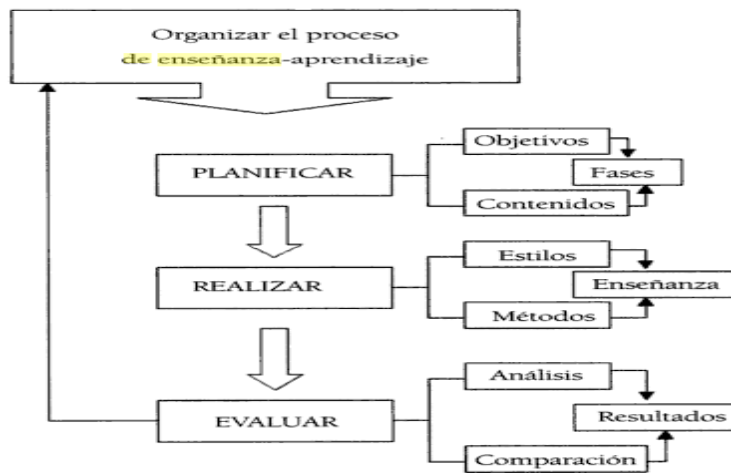 Organizar el proceso
de enseñanza-aprendizaje
PLANIFICAR
Objetivos
Fases
Contenidos
REALIZAR
Estilos
Enseñanza
Métodos
EVALUAR
Análisis
Resultados
Comparación